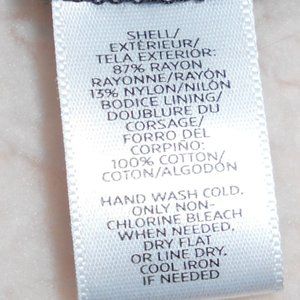 SHELL/
EXTÉRIEUR/
TELA EXTERIOR:
87% RAYON
RAYONNE/RAYÓN
13% NYLON/NILÓN
BODICE LINING/
DOUBLURE DU
CORSAGE/
FORRO DEL
CORPIÑO:
100% COTTON/
COTON/ALGODÓN
HAND WASH COLD.
ONLY NON-
CHLORINE BLEACH
WHEN NEEDED.
DRY FLAT
OR LINE DRY.
COOL IRON
IF NEEDED